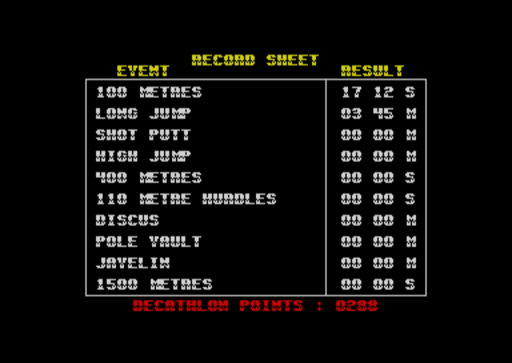 RECORD SHEET
EVENT RESULT
100 METRES 17 12 S
LONG JUMP 03 45 M
SHOT PUTT 00 00 M
HIGH JUMP 00 00 M
400 METRES 00 00 S
110 METRE HURDLES 00 00 S
DISCUS 00 00 M
POLE VAULT 00 00 M
JAVELIN 00 00 M
1500 METRES 00 00 S
DECATHLON POINTS : 0288